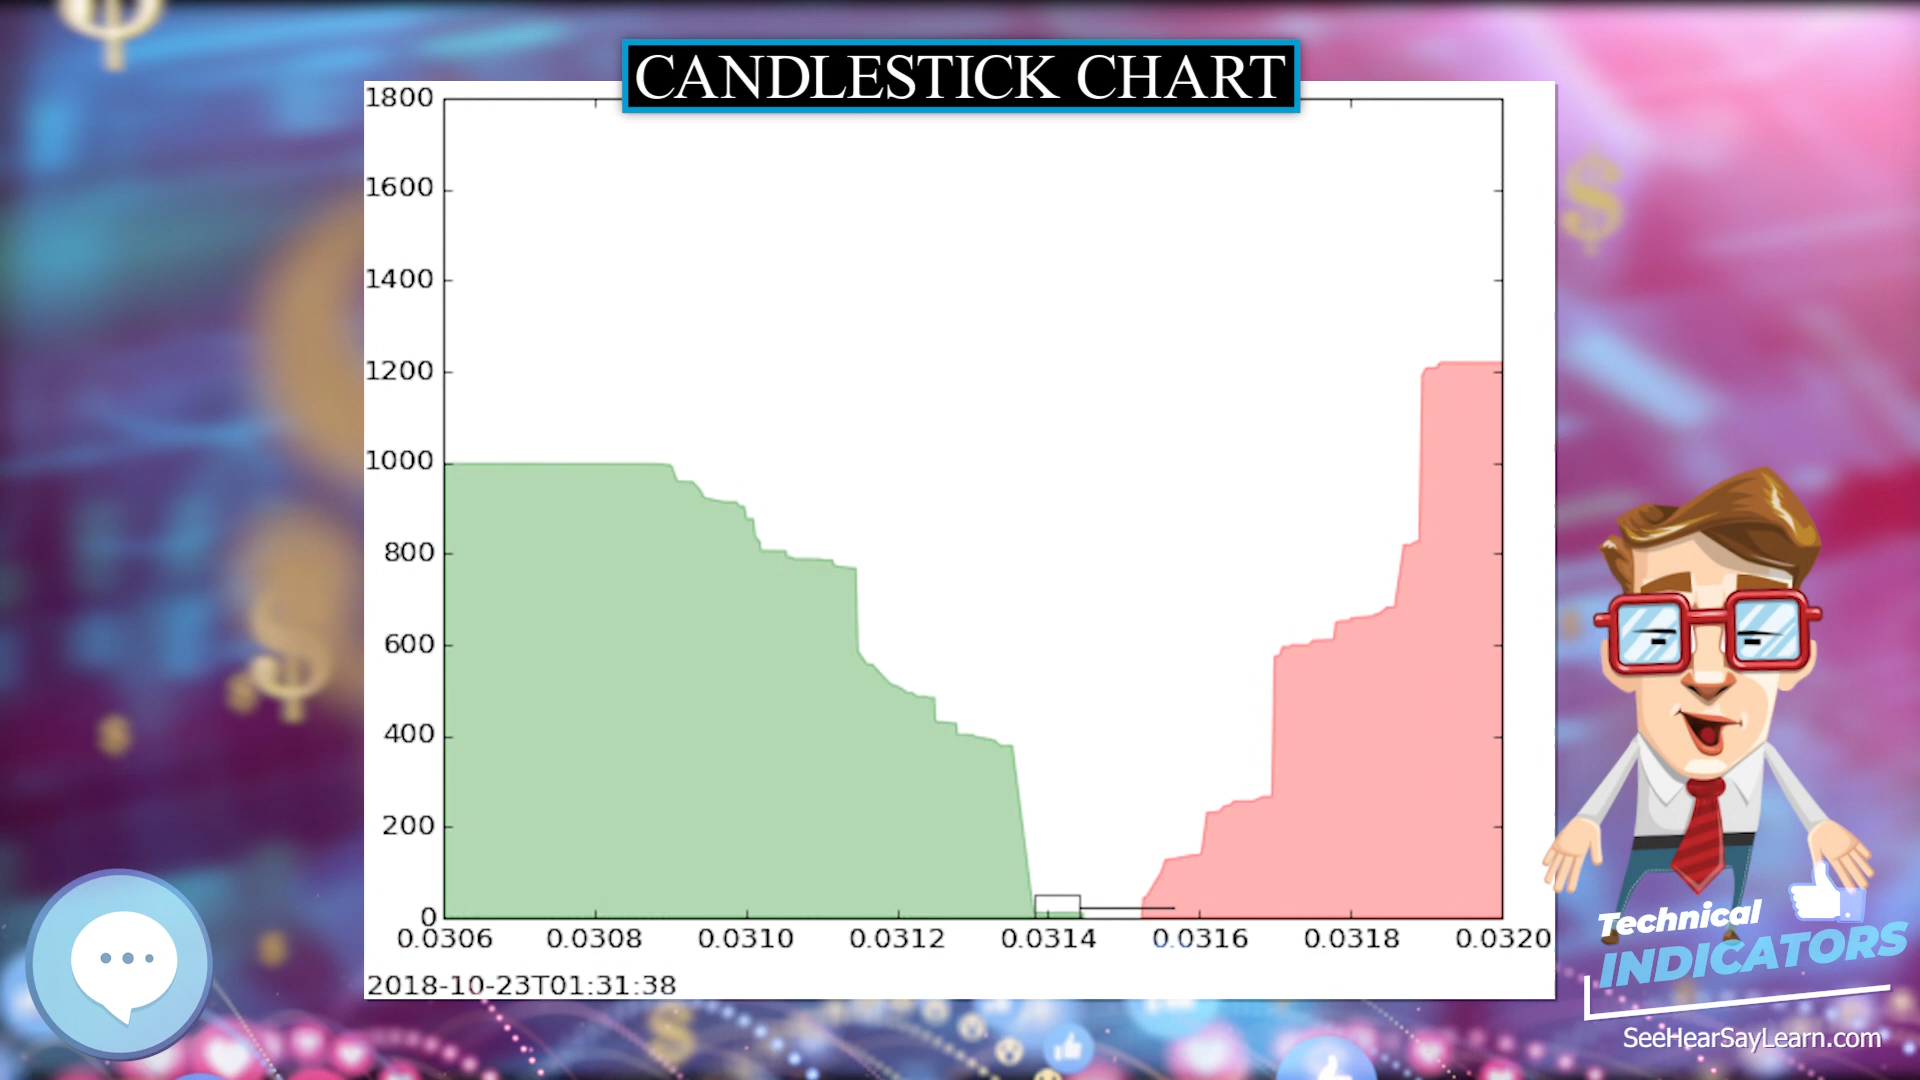 CANDLESTICK CHART
1800
1600
1400
1200
1000
800
600
400
200
0
0.0306 0.0308 0.0310 0.0312 0.0314 0.0316 0.0318 0.0320
2018-10-23T01:31:38
Technical
INDICATORS
SeeHearSayLearn.com